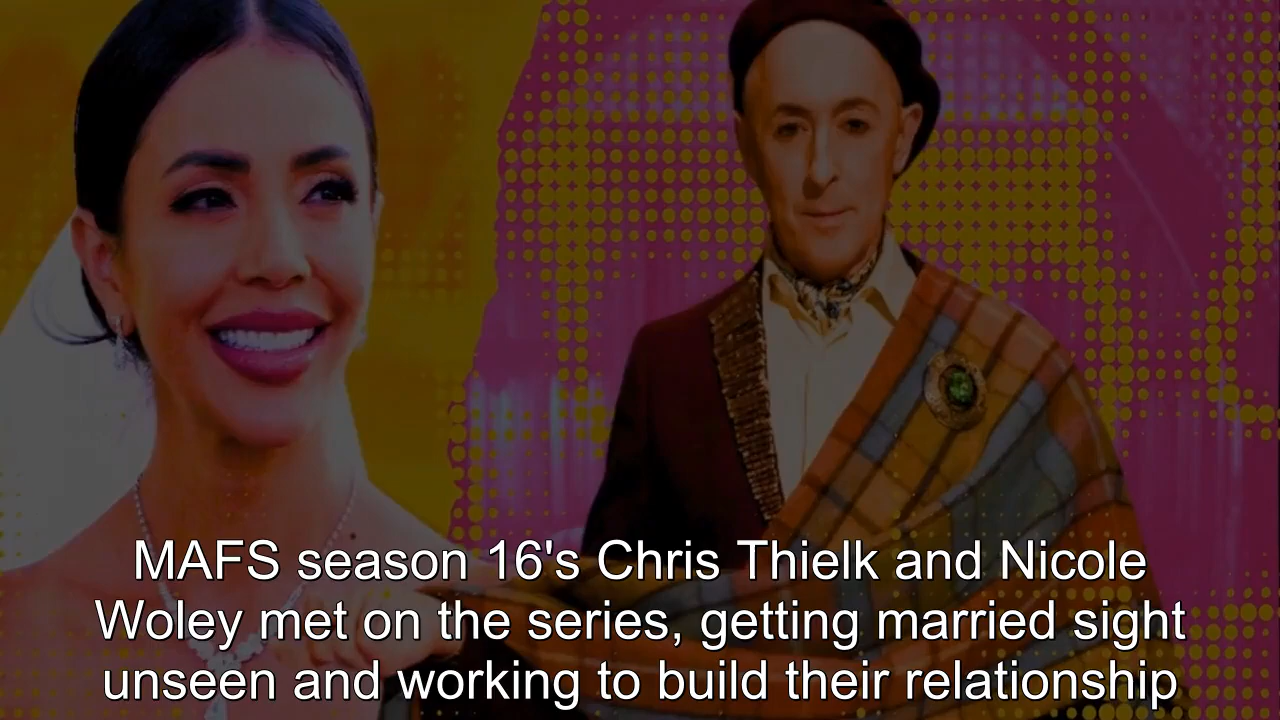 MAFS season 16's Chris Thielk and Nicole
Woley met on the series, getting married sight
unseen and working to build their relationship